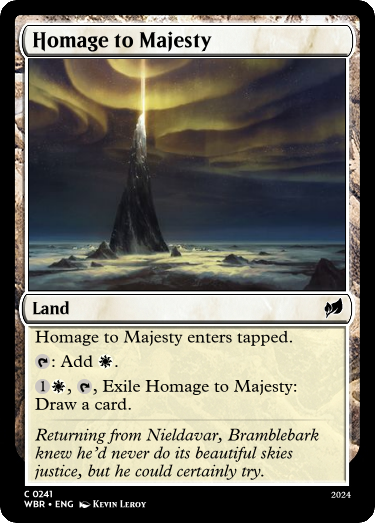 Homage to Majesty
Land
Homage to Majesty enters tapped.
: Add .
1, , Exile Homage to Majesty:
Draw a card.
Returning from Nieldavar, Bramblebark
knew he'd never do its beautiful skies
justice, but he could certainly try.
C 0241
2024
WBR • ENG Kevin Leroy